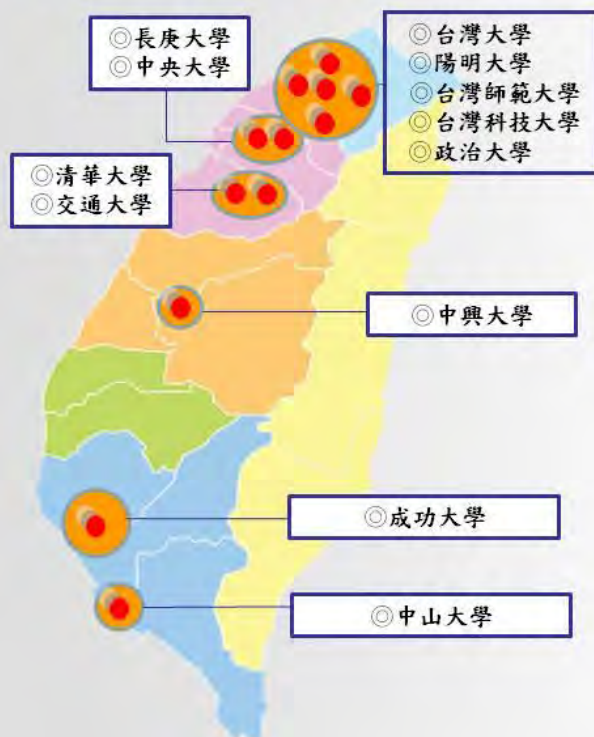 ◎長庚大學
◎中央大學
◎台灣大學
◎陽明大學
◎台灣師範大學
◎台灣科技大學
◎政治大學
◎清華大學
◎交通大學
◎中興大學
◎成功大學
◎中山大學